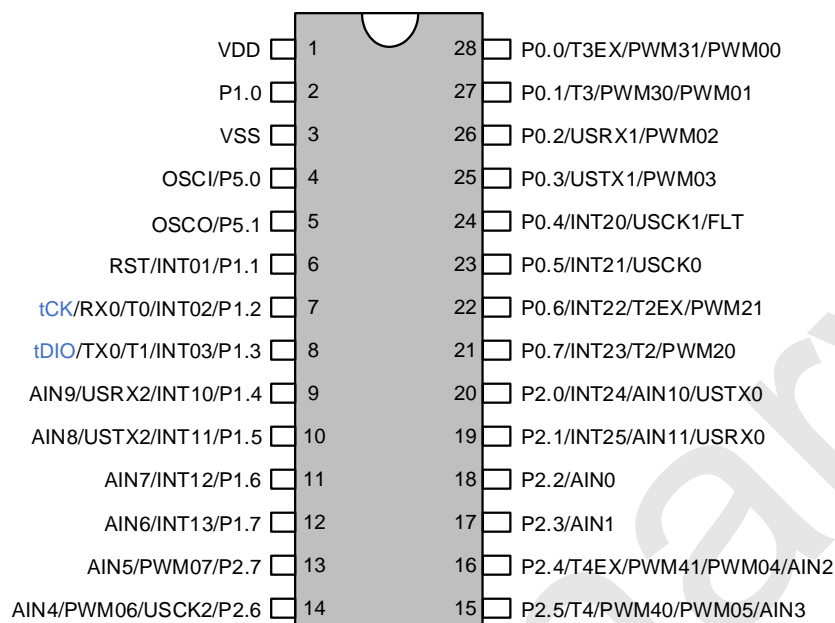 VDD 1 28 P0.0/T3EX/PWM31/PWM00
P1.0 2 27 P0.1/T3/PWM30/PWM01
VSS 3 26 P0.2/USRX1/PWM02
OSCI/P5.0 4 25 P0.3/USTX1/PWM03
OSCO/P5.1 5 24 P0.4/INT20/USCK1/FLT
RST/INT01/P1.1 6 23 P0.5/INT21/USCK0
tCK/RX0/T0/INT02/P1.2 7 22 P0.6/INT22/T2EX/PWM21
tDIO/TX0/T1/INT03/P1.3 8 21 P0.7/INT23/T2/PWM20
AIN9/USRX2/INT10/P1.4 9 20 P2.0/INT24/AIN10/USTX0
AIN8/USTX2/INT11/P1.5 10 19 P2.1/INT25/AIN11/USRX0
AIN7/INT12/P1.6 11 18 P2.2/AIN0
AIN6/INT13/P1.7 12 17 P2.3/AIN1
AIN5/PWM07/P2.7 13 16 P2.4/T4EX/PWM41/PWM04/AIN2
AIN4/PWM06/USCK2/P2.6 14 15 P2.5/T4/PWM40/PWM05/AIN3